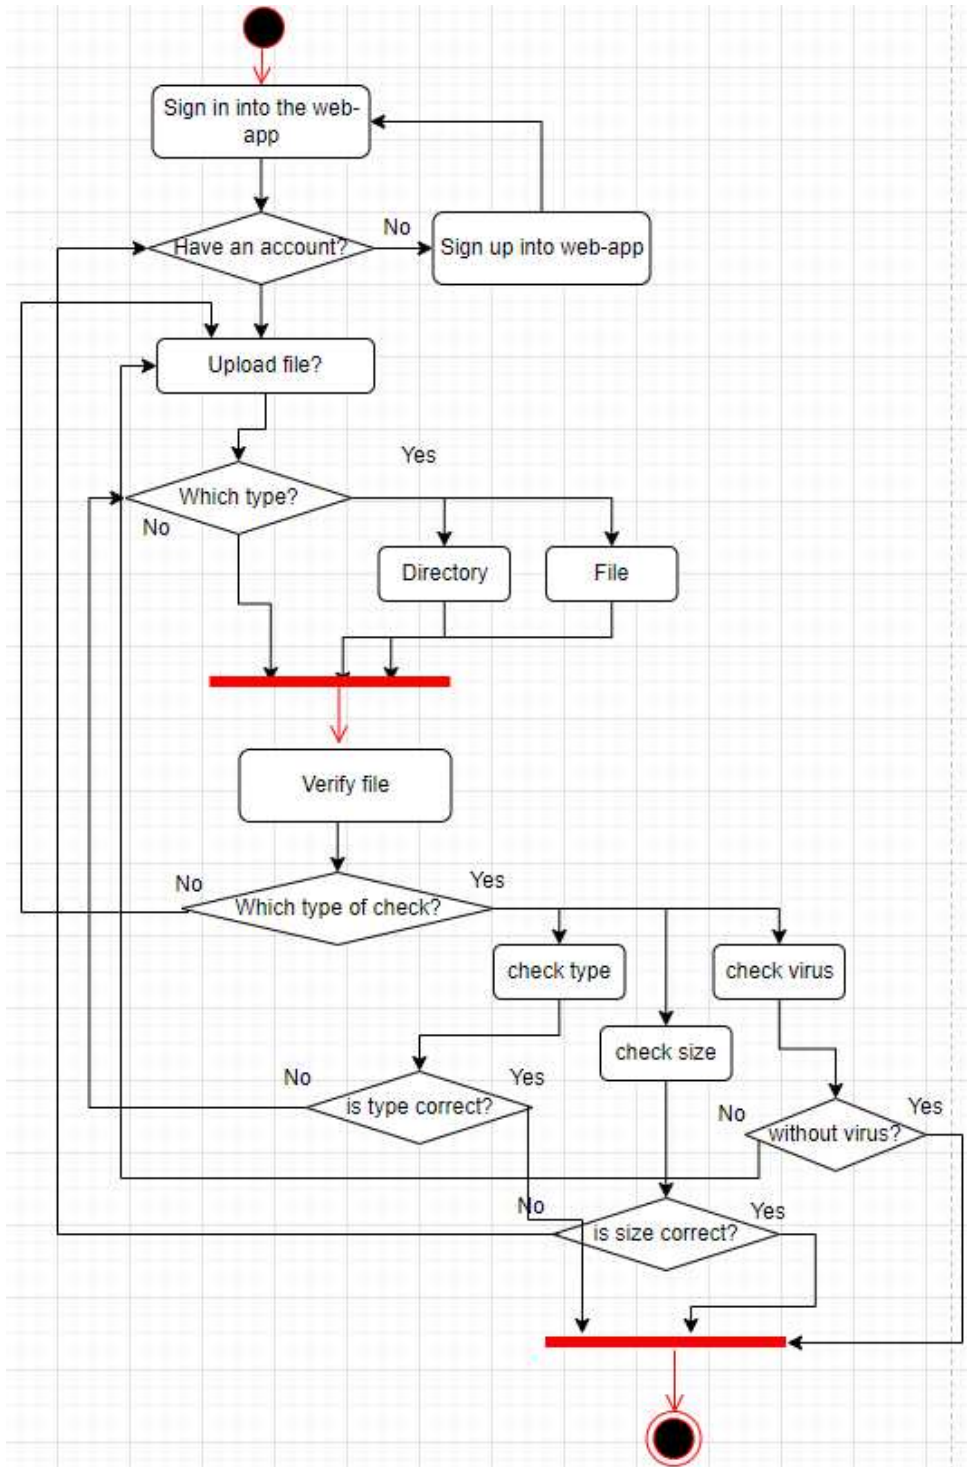 Sign in into the web-
app
No
Have an account?
Sign up into web-app
Upload file?
Yes
Which type?
No
Directory
File
Verify file
No
Yes
Which type of check?
check type
check virus
check size
No
Yes
is type correct?
No
Yes
without virus?
No
Yes
is size correct?